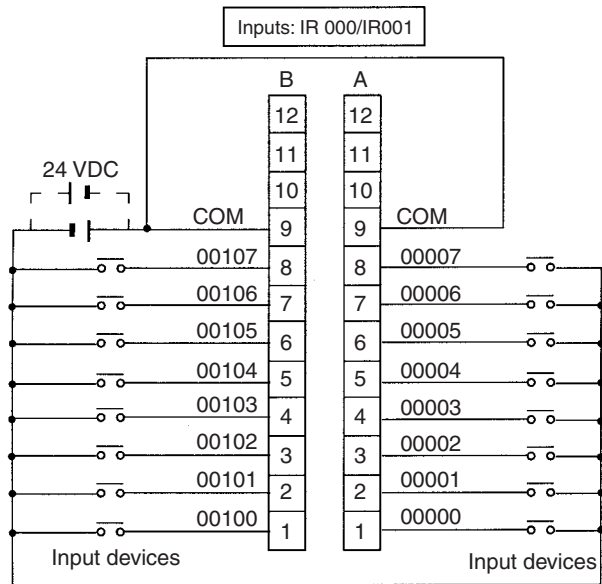 Inputs: IR 000/IR001
B A
12 12
11 11
24 VDC
10 10
COM 9 9 COM
00107 8 8 00007
00106 7 7 00006
00105 6 6 00005
00104 5 5 00004
00103 4 4 00003
00102 3 3 00002
00101 2 2 00001
00100 1 1 00000
Input devices Input devices